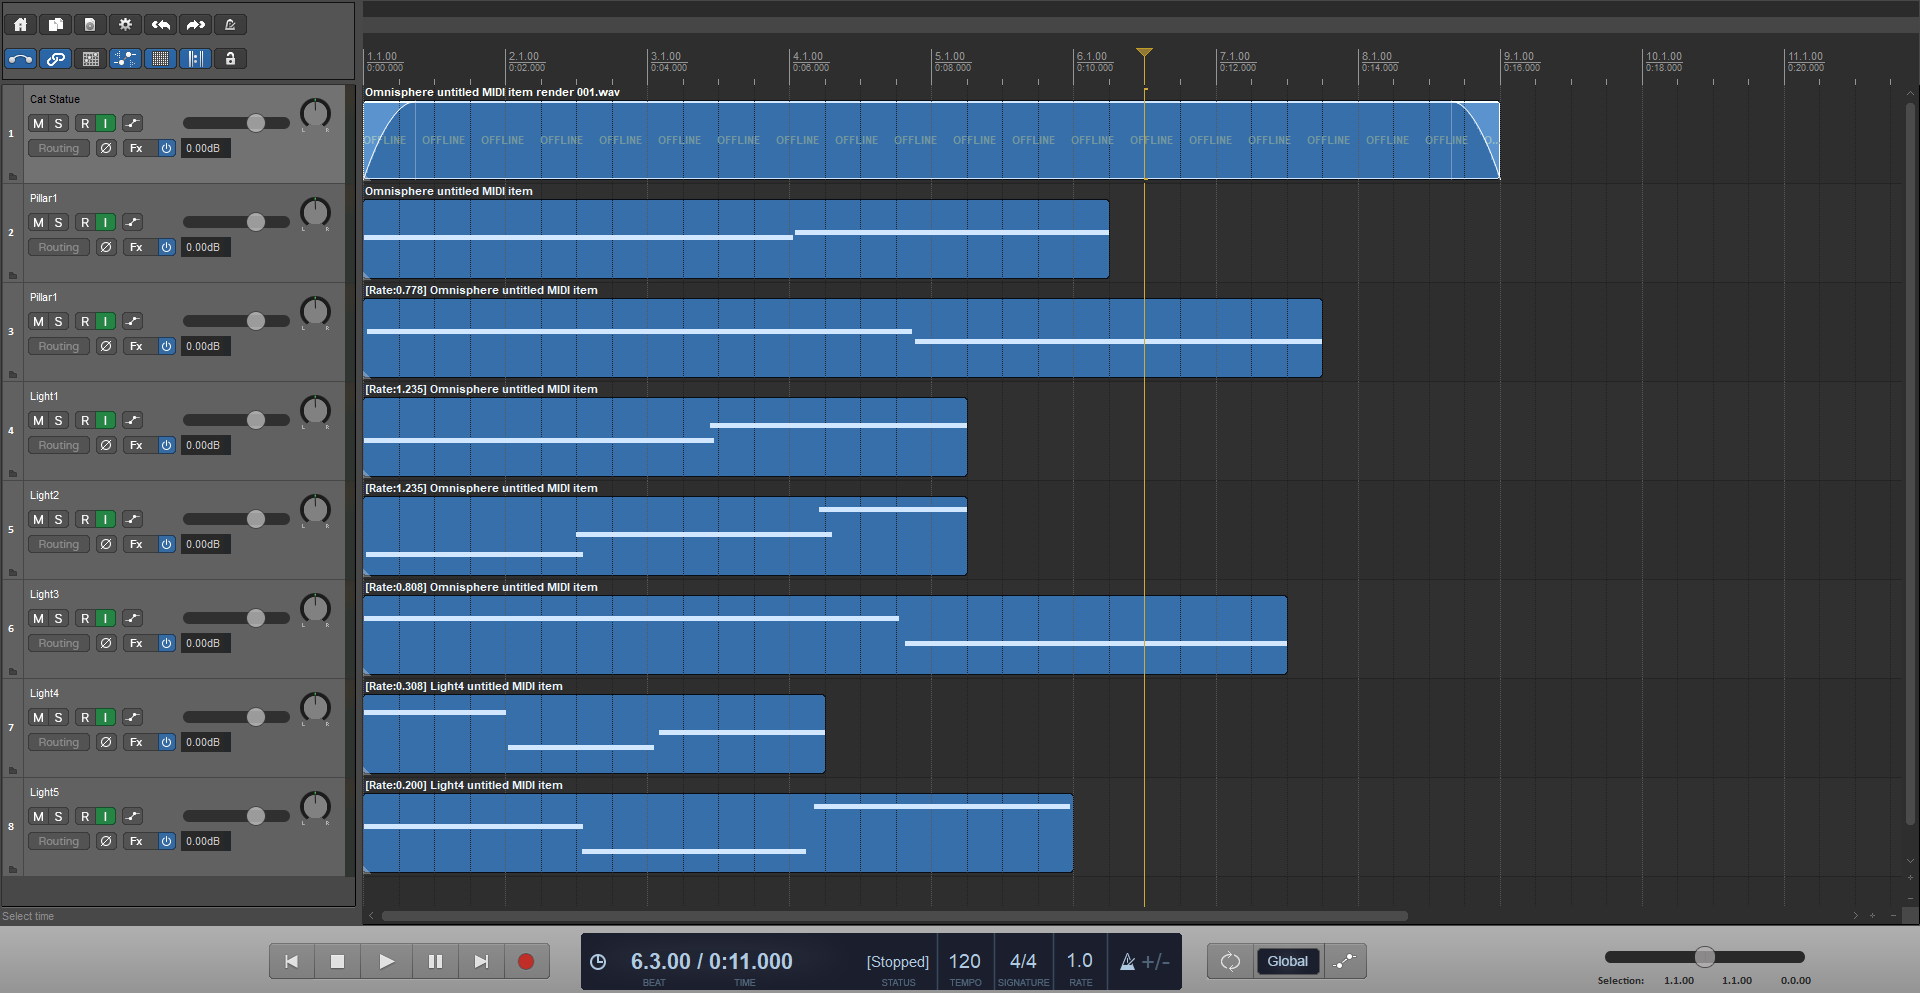 1.1.00 2.1.00 3.1.00 4.1.00 5.1.00 6.1.00 7.1.00 8.1.00 9.1.00 10.1.00 11.1.00
0:00.000 0:02.000 0:04.000 0:06.000 0:08.000 0:10.000 0:12.000 0:14.000 0:16.000 0:18.000 0:20.000
Omnisphere untitled MIDI item render 001.wav
Cat Statue
1 M S R I L R
OFFLINE OFFLINE OFFLINE OFFLINE OFFLINE OFFLINE OFFLINE OFFLINE OFFLINE OFFLINE OFFLINE OFFLINE OFFLINE OFFLINE OFFLINE OFFLINE OFFLINE OFFLINE OFFLINE O...
Routing Ø Fx 0.00dB
Omnisphere untitled MIDI item
Pillar1
2 M S R I L R
Routing Ø Fx 0.00dB
[Rate:0.778] Omnisphere untitled MIDI item
Pillar1
3 M S R I L R
Routing Ø Fx 0.00dB
[Rate:1.235] Omnisphere untitled MIDI item
Light1
4 M S R I L R
Routing Ø Fx 0.00dB
[Rate:1.235] Omnisphere untitled MIDI item
Light2
5 M S R I L R
Routing Ø Fx 0.00dB
[Rate:0.808] Omnisphere untitled MIDI item
Light3
6 M S R I L R
Routing Ø Fx 0.00dB
[Rate:0.308] Light4 untitled MIDI item
Light4
7 M S R I L R
Routing Ø Fx 0.00dB
[Rate:0.200] Light4 untitled MIDI item
Light5
8 M S R I L R
Routing Ø Fx 0.00dB
Select time
6.3.00 / 0:11.000 [Stopped] 120 4/4 1.0 +/- Global
BEAT TIME STATUS TEMPO SIGNATURE RATE
Selection: 1.1.00 1.1.00 0.0.00